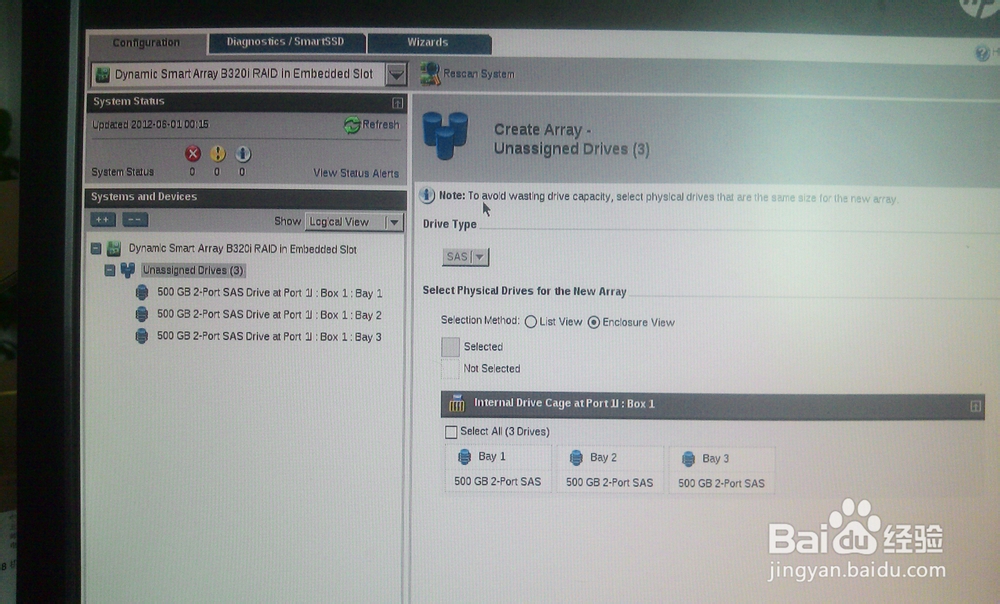 hp
Configuration
Diagnostics / SmartSSD
Wizards
Dynamic Smart Array B320i RAID in Embedded Slot
Rescan System
System Status
Updated 2012-06-01 00:15
Refresh
0 0 0
System Status
View Status Alerts
Systems and Devices
Show Logical View
Dynamic Smart Array B320i RAID in Embedded Slot
Unassigned Drives (3)
500 GB 2-Port SAS Drive at Port 1I : Box 1 : Bay 1
500 GB 2-Port SAS Drive at Port 1I : Box 1 : Bay 2
500 GB 2-Port SAS Drive at Port 1I : Box 1 : Bay 3
Create Array -
Unassigned Drives (3)
Note: To avoid wasting drive capacity, select physical drives that are the same size for the new array.
Drive Type
SAS
Select Physical Drives for the New Array
Selection Method: List View Enclosure View
Selected
Not Selected
Internal Drive Cage at Port 1I : Box 1
Select All (3 Drives)
Bay 1
500 GB 2-Port SAS
Bay 2
500 GB 2-Port SAS
Bay 3
500 GB 2-Port SAS
Baidu 经验
jingyan.baidu.com